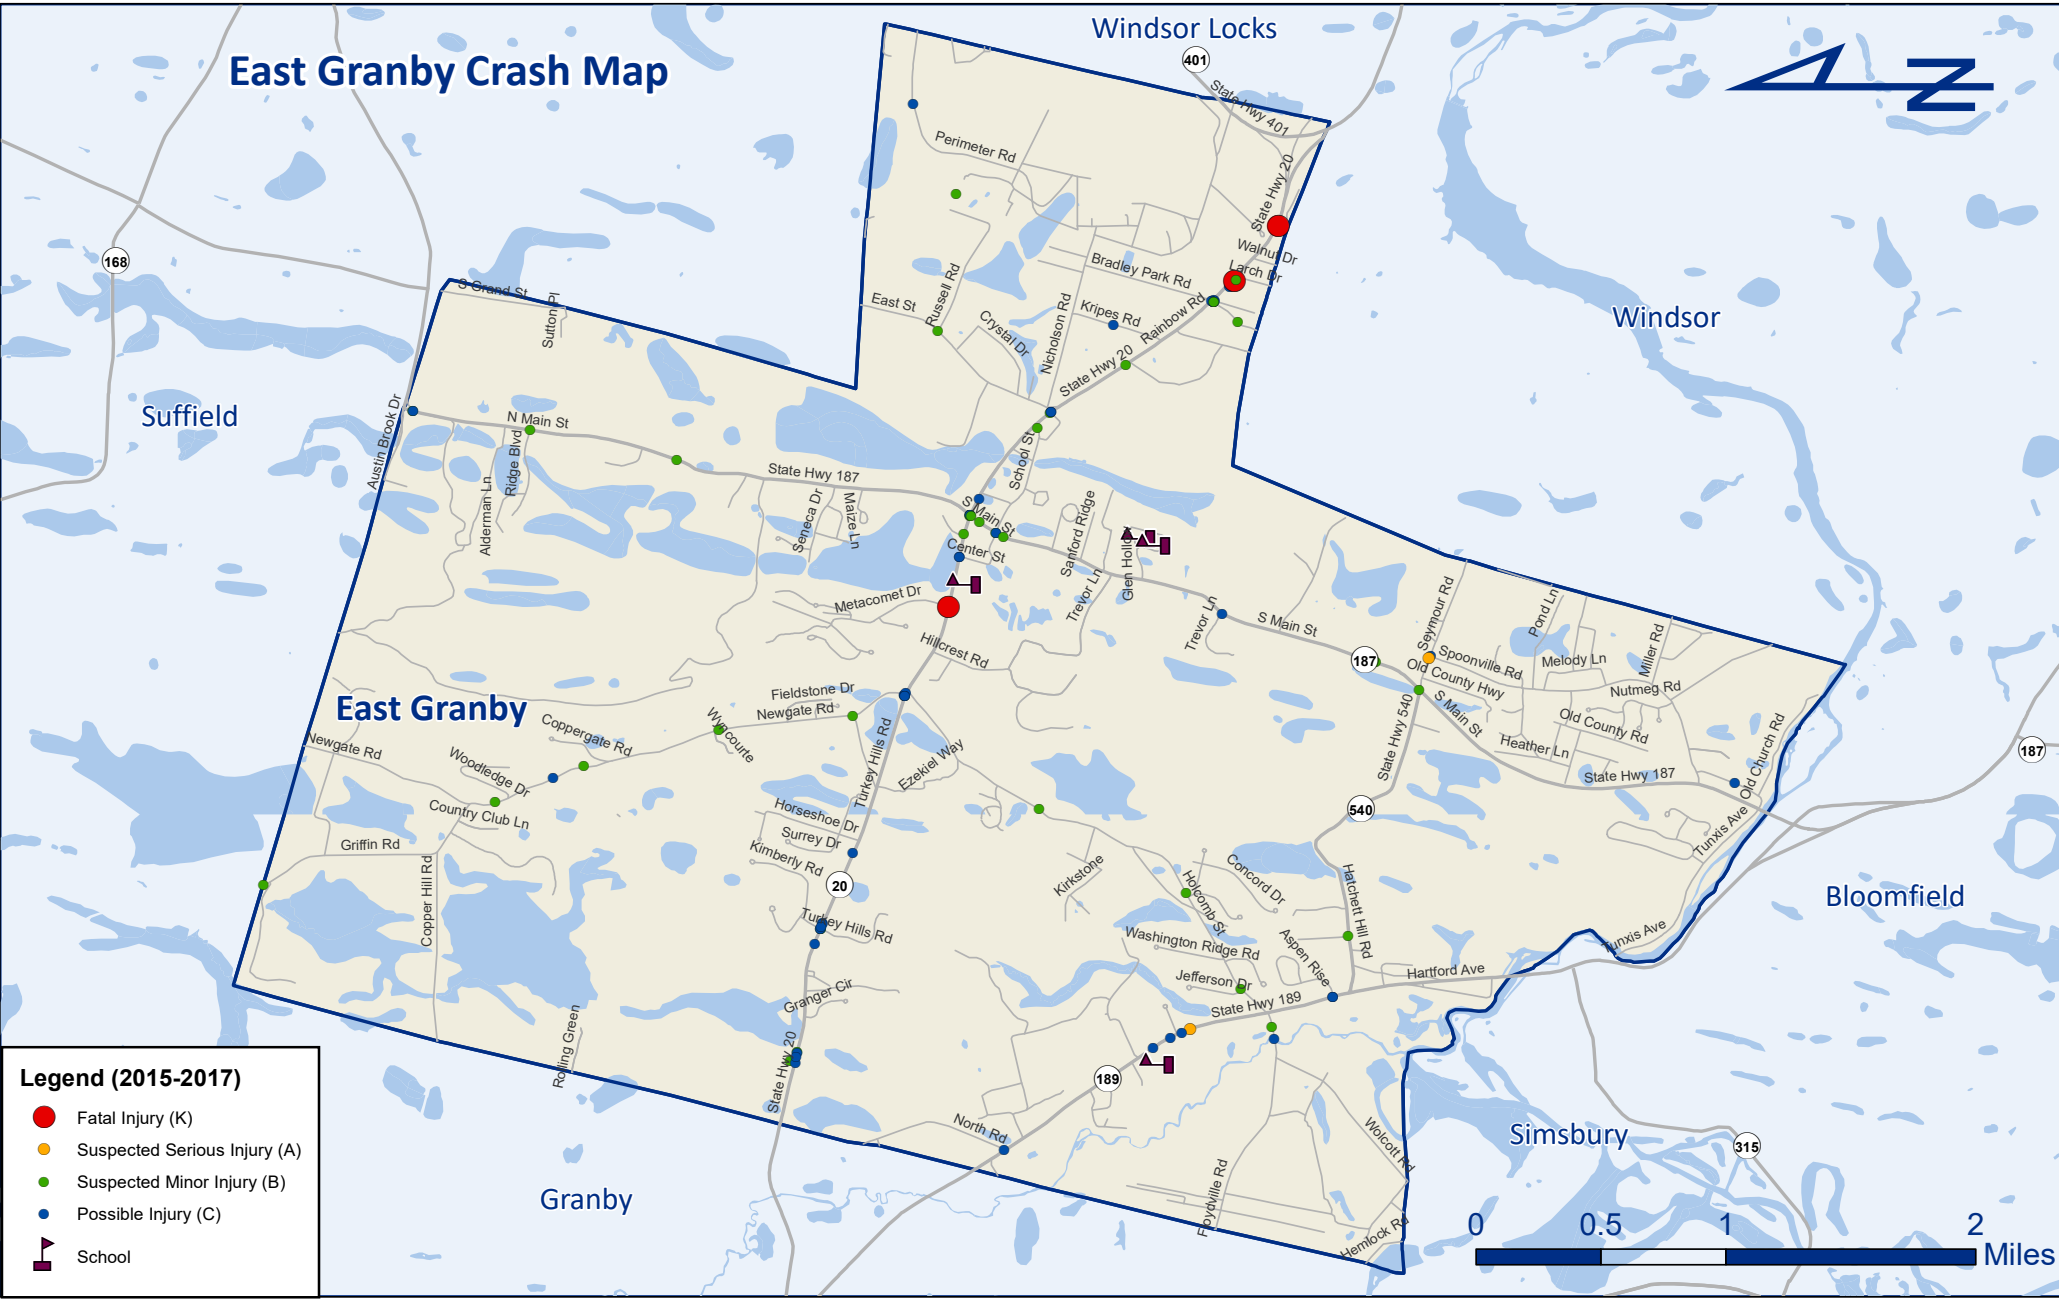 Windsor Locks
East Granby Crash Map
401
State Hwy 401
N
Perimeter Rd
State Hwy 20
168
Walnut Dr
Larch Dr
Bradley Park Rd
S Grand St
Sutton Pl
East St
Russell Rd
Crystal Dr
Nicholson Rd
Kripes Rd
Rainbow Rd
State Hwy 20
Windsor
Suffield
Austin Brook Dr
N Main St
Ridge Blvd
Alderman Ln
State Hwy 187
Seneca Dr
Maize Ln
School St
S Main St
Center St
Sanford Ridge
Trevor Ln
Glen Hollow
Metacomet Dr
Hillcrest Rd
Trevor Ln
S Main St
187
Seymour Rd
Spoonville Rd
Old County Hwy
Pond Ln
Melody Ln
Miller Rd
Nutmeg Rd
East Granby
Fieldstone Dr
Newgate Rd
Wyncourte
Coppergate Rd
Newgate Rd
Woodledge Dr
Country Club Ln
Griffin Rd
Copper Hill Rd
Turkey Hills Rd
Ezekiel Way
Horseshoe Dr
Surrey Dr
Kimberly Rd
20
Turkey Hills Rd
Granger Cir
State Hwy 20
Rolling Green
State Hwy 540
S Main St
Old County Rd
Heather Ln
State Hwy 187
Old Church Rd
187
540
Tunxis Ave
Kirkstone
Holcomb St
Concord Dr
Hatchett Hill Rd
Bloomfield
Washington Ridge Rd
Aspen Rise
Jefferson Dr
State Hwy 189
Hartford Ave
Tunxis Ave
189
North Rd
Floydville Rd
Wolcott Rd
Hemlock Rd
Simsbury
315
Granby
Legend (2015-2017)
Fatal Injury (K)
Suspected Serious Injury (A)
Suspected Minor Injury (B)
Possible Injury (C)
School
0 0.5 1 2
Miles